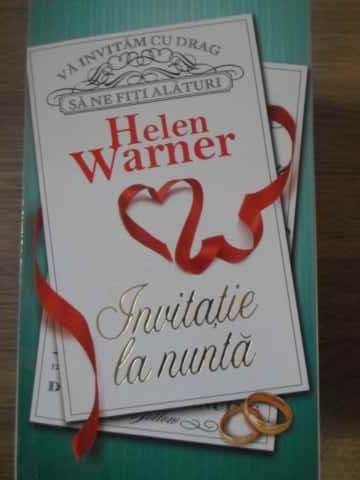 VĂ INVITĂM CU DRAG
SĂ NE FIȚI ALĂTURI
Helen
Warner
Invitație
la nuntă